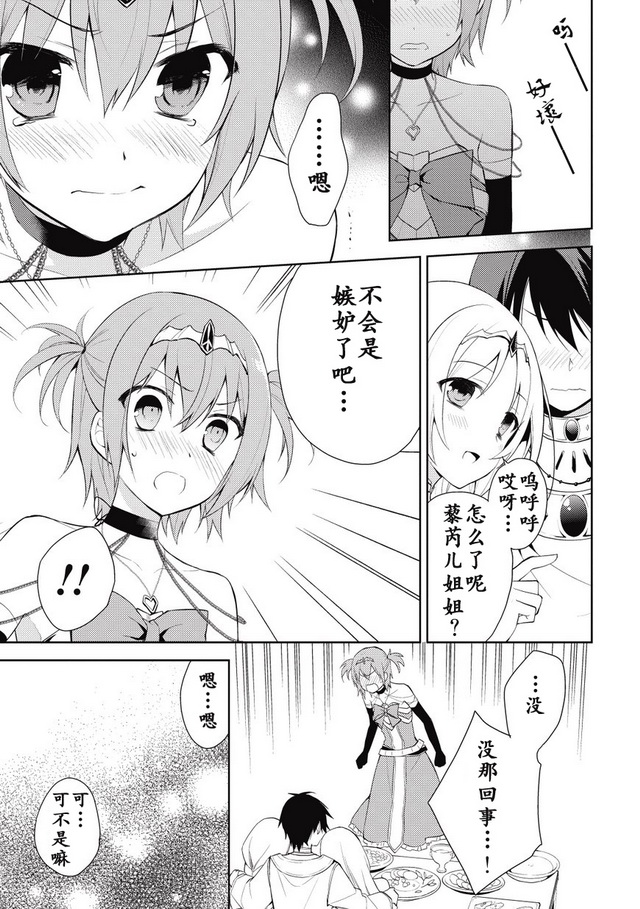 呜——
好壞——
……嗯
呜呼呼
哎呀…
怎么了呢
藜芮儿姐姐？
不会是
嫉妒了吧…
！！
…没
没那回事…！
嗯…嗯
可…
可不是嘛